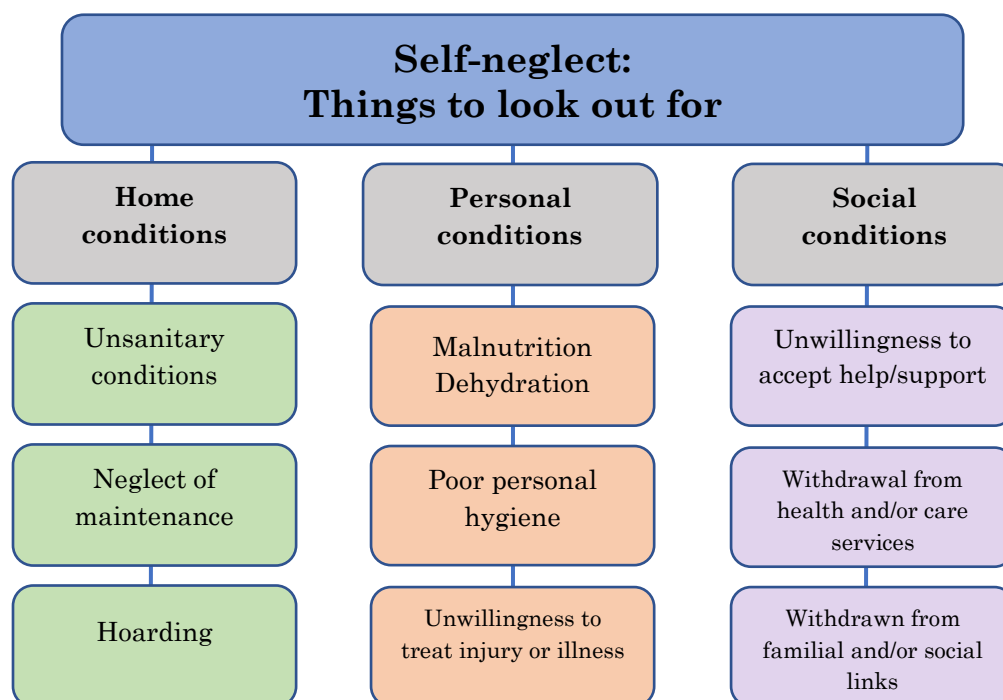 Self-neglect:
Things to look out for
Home
conditions
Unsanitary
conditions
Neglect of
maintenance
Hoarding
Personal
conditions
Malnutrition
Dehydration
Poor personal
hygiene
Unwillingness to
treat injury or illness
Social
conditions
Unwillingness to
accept help/support
Withdrawal from
health and/or care
services
Withdrawn from
familial and/or social
links